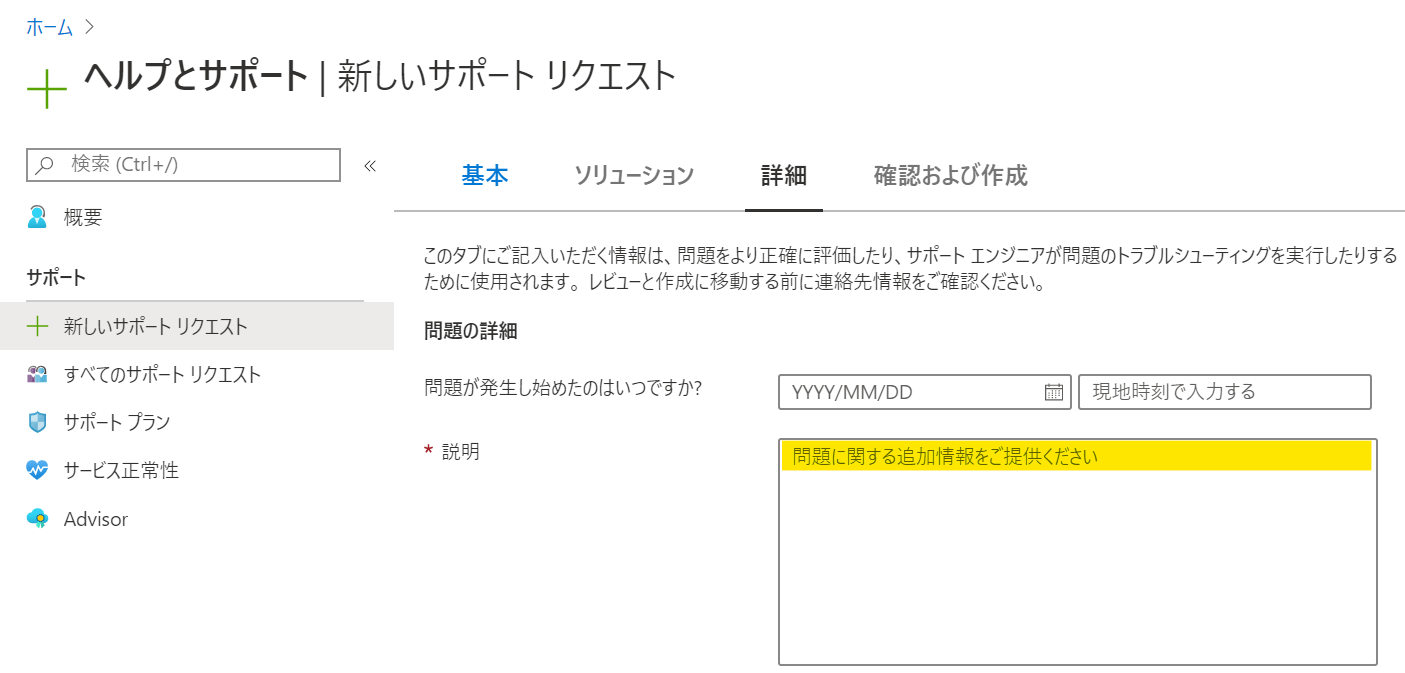 ホーム >
ヘルプとサポート | 新しいサポート リクエスト
検索 (Ctrl+/)
«
概要
サポート
新しいサポート リクエスト
すべてのサポート リクエスト
サポート プラン
サービス正常性
Advisor
基本 ソリューション 詳細 確認および作成
このタブにご記入いただく情報は、問題をより正確に評価したり、サポート エンジニアが問題のトラブルシューティングを実行したりする
ために使用されます。レビューと作成に移動する前に連絡先情報をご確認ください。
問題の詳細
問題が発生し始めたのはいつですか? YYYY/MM/DD 現地時刻で入力する
* 説明 問題に関する追加情報をご提供ください